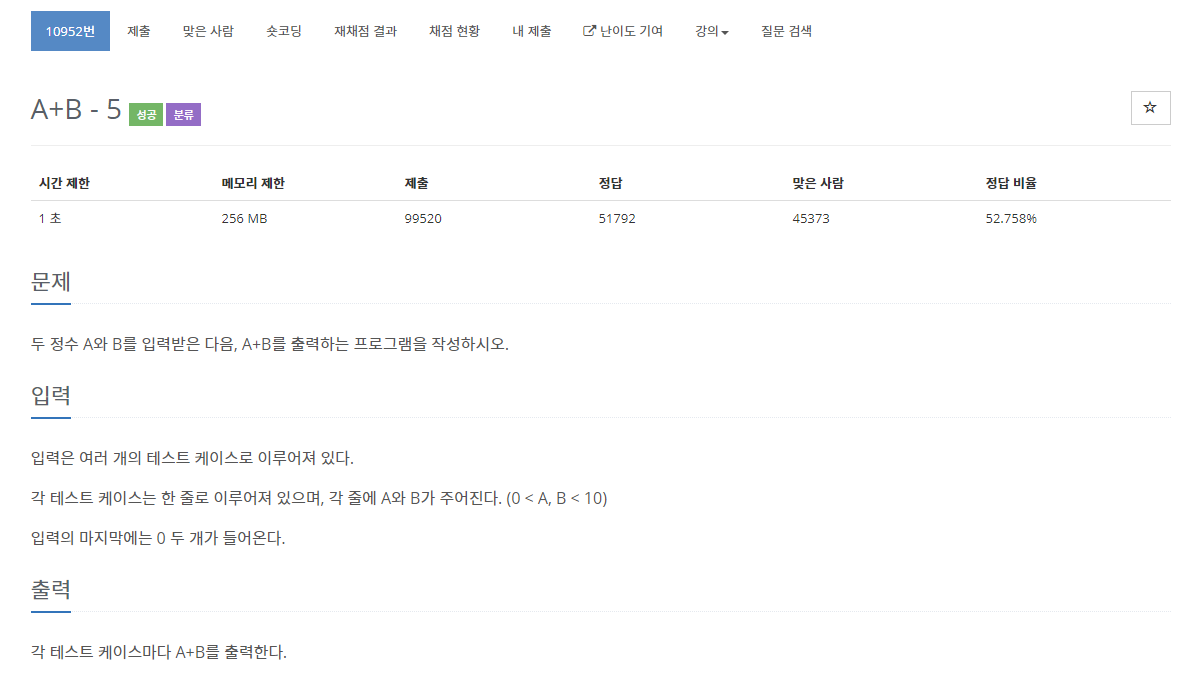 10952번 제출 맞은 사람 숏코딩 재채점 결과 채점 현황 내 제출 난이도 기여 강의 질문 검색
A+B - 5 성공 분류
시간 제한 메모리 제한 제출 정답 맞은 사람 정답 비율
1 초 256 MB 99520 51792 45373 52.758%
문제
두 정수 A와 B를 입력받은 다음, A+B를 출력하는 프로그램을 작성하시오.
입력
입력은 여러 개의 테스트 케이스로 이루어져 있다.
각 테스트 케이스는 한 줄로 이루어져 있으며, 각 줄에 A와 B가 주어진다. (0 < A, B < 10)
입력의 마지막에는 0 두 개가 들어온다.
출력
각 테스트 케이스마다 A+B를 출력한다.